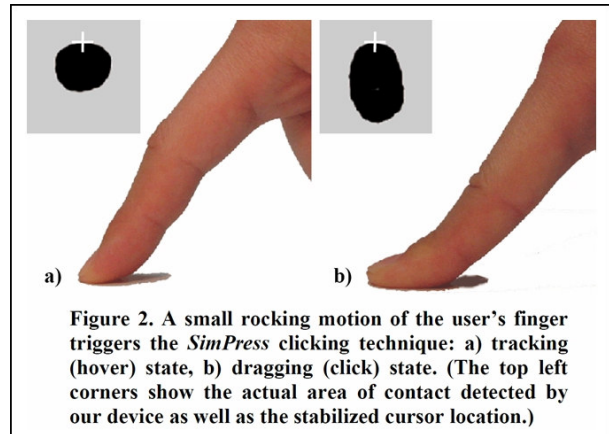 a)
b)
Figure 2. A small rocking motion of the user's finger
triggers the SimPress clicking technique: a) tracking
(hover) state, b) dragging (click) state. (The top left
corners show the actual area of contact detected by
our device as well as the stabilized cursor location.)